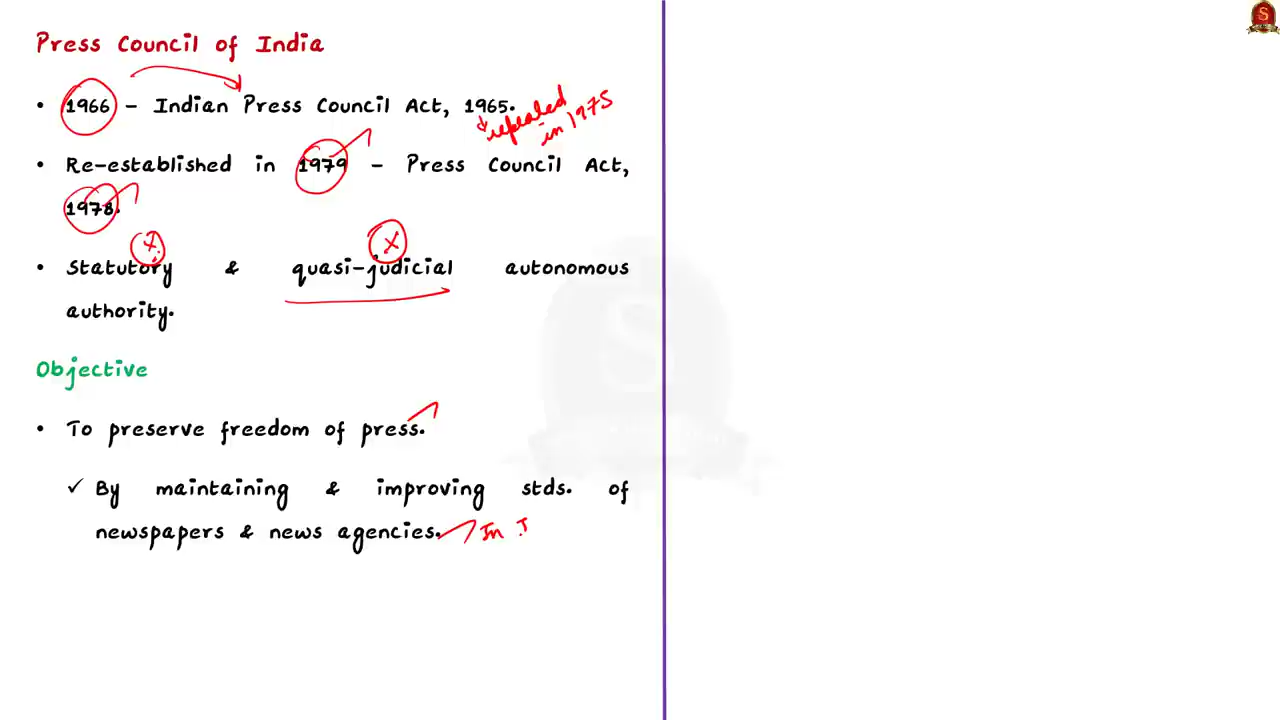 Press Council of India
• 1966 - Indian Press Council Act, 1965.
repealed
in 1975
• Re-established in 1979 - Press Council Act,
1978.
x x
• Statutory & quasi-judicial autonomous
authority.
Objective
• To preserve freedom of press.
✓ By maintaining & improving stds. of
newspapers & news agencies. In I
S